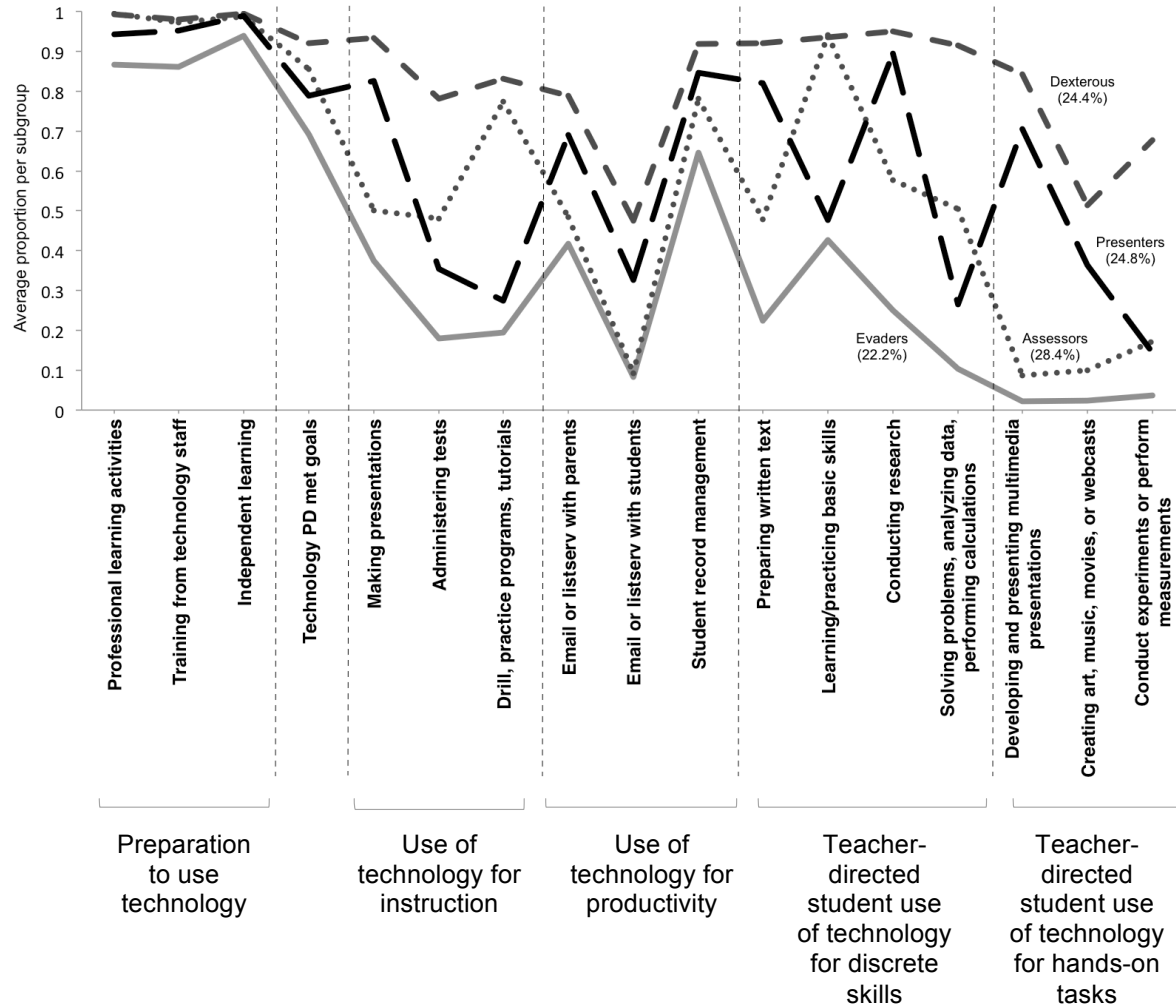 Average proportion per subgroup
1
0.9
0.8
0.7
0.6
0.5
0.4
0.3
0.2
0.1
0
Dexterous
(24.4%)
Presenters
(24.8%)
Evaders
(22.2%)
Assessors
(28.4%)
Professional learning activities
Training from technology staff
Independent learning
Technology PD met goals
Making presentations
Administering tests
Drill, practice programs, tutorials
Email or listserv with parents
Email or listserv with students
Student record management
Preparing written text
Learning/practicing basic skills
Conducting research
Solving problems, analyzing data,
performing calculations
Developing and presenting multimedia
presentations
Creating art, music, movies, or webcasts
Conduct experiments or perform
measurements
Preparation
to use
technology
Use of
technology for
instruction
Use of
technology for
productivity
Teacher-
directed
student use
of technology
for discrete
skills
Teacher-
directed
student use
of technology
for hands-on
tasks